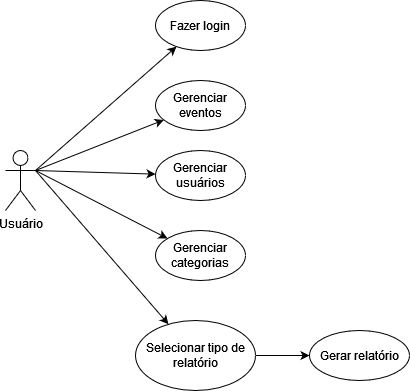 Fazer login
Gerenciar
eventos
Gerenciar
usuários
Usuário
Gerenciar
categorias
Selecionar tipo de
relatório
Gerar relatório